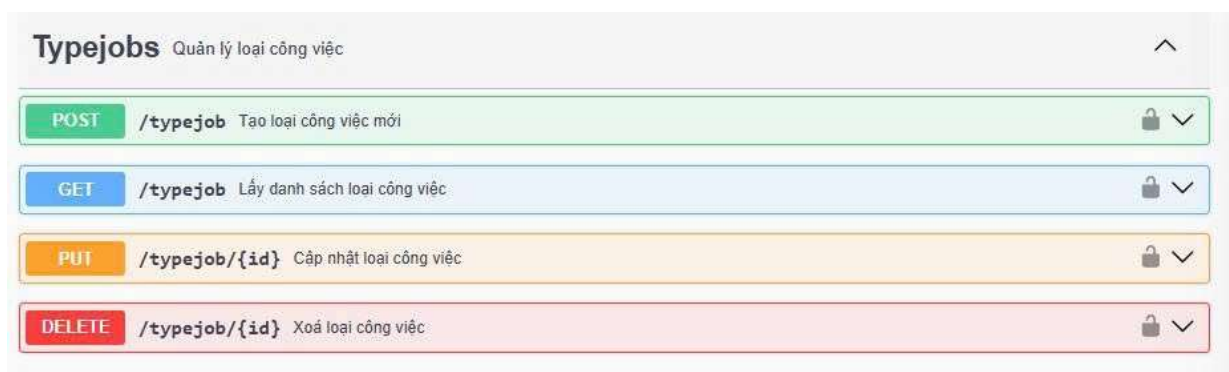 Typejobs Quản lý loại công việc
POST /typejob Tạo loại công việc mới
GET /typejob Lấy danh sách loại công việc
PUT /typejob/{id} Cập nhật loại công việc
DELETE /typejob/{id} Xoá loại công việc